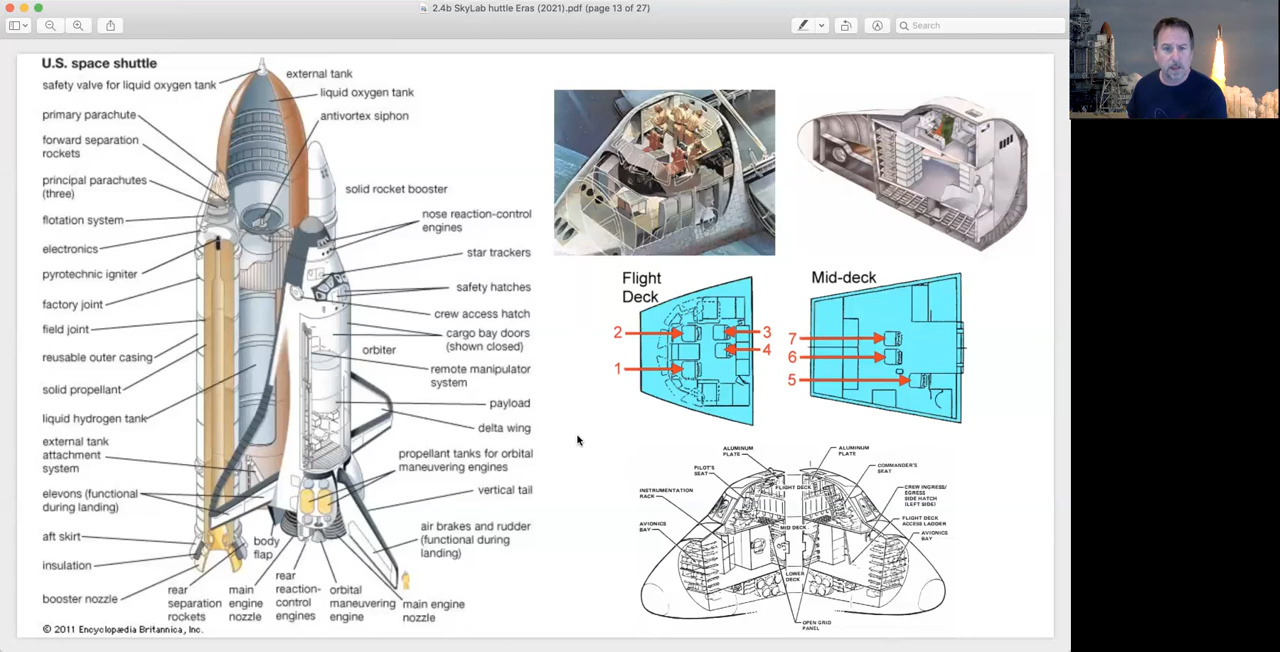 2.4b SkyLab huttle Eras (2021).pdf (page 13 of 27)
Search
U.S. space shuttle
safety valve for liquid oxygen tank
external tank
liquid oxygen tank
antivortex siphon
primary parachute
forward separation
rockets
principal parachutes
(three)
flotation system
electronics
pyrotechnic igniter
factory joint
field joint
reusable outer casing
solid propellant
liquid hydrogen tank
external tank
attachment
system
elevons (functional
during landing)
aft skirt
insulation
booster nozzle
solid rocket booster
nose reaction-control
engines
star trackers
safety hatches
crew access hatch
cargo bay doors
(shown closed)
orbiter
remote manipulator
system
payload
delta wing
propellant tanks for orbital
maneuvering engines
vertical tail
air brakes and rudder
(functional during
landing)
body
flap
rear
separation
rockets
main
engine
nozzle
rear
reaction-
control
engines
orbital
maneuvering
engine
main engine
nozzle
© 2011 Encyclopædia Britannica, Inc.
Flight
Deck
2
3
4
1
Mid-deck
7
6
5
ALUMINUM
PLATE
ALUMINUM
PLATE
PILOT'S
SEAT
FLIGHT DECK
COMMANDER'S
SEAT
INSTRUMENTATION
RACK
CREW INGRESS/
EGRESS
SIDE HATCH
(LEFT SIDE)
AVIONICS
BAY
MID DECK
FLIGHT DECK
ACCESS LADDER
AVIONICS
BAY
LOWER
DECK
OPEN GRID
PANEL